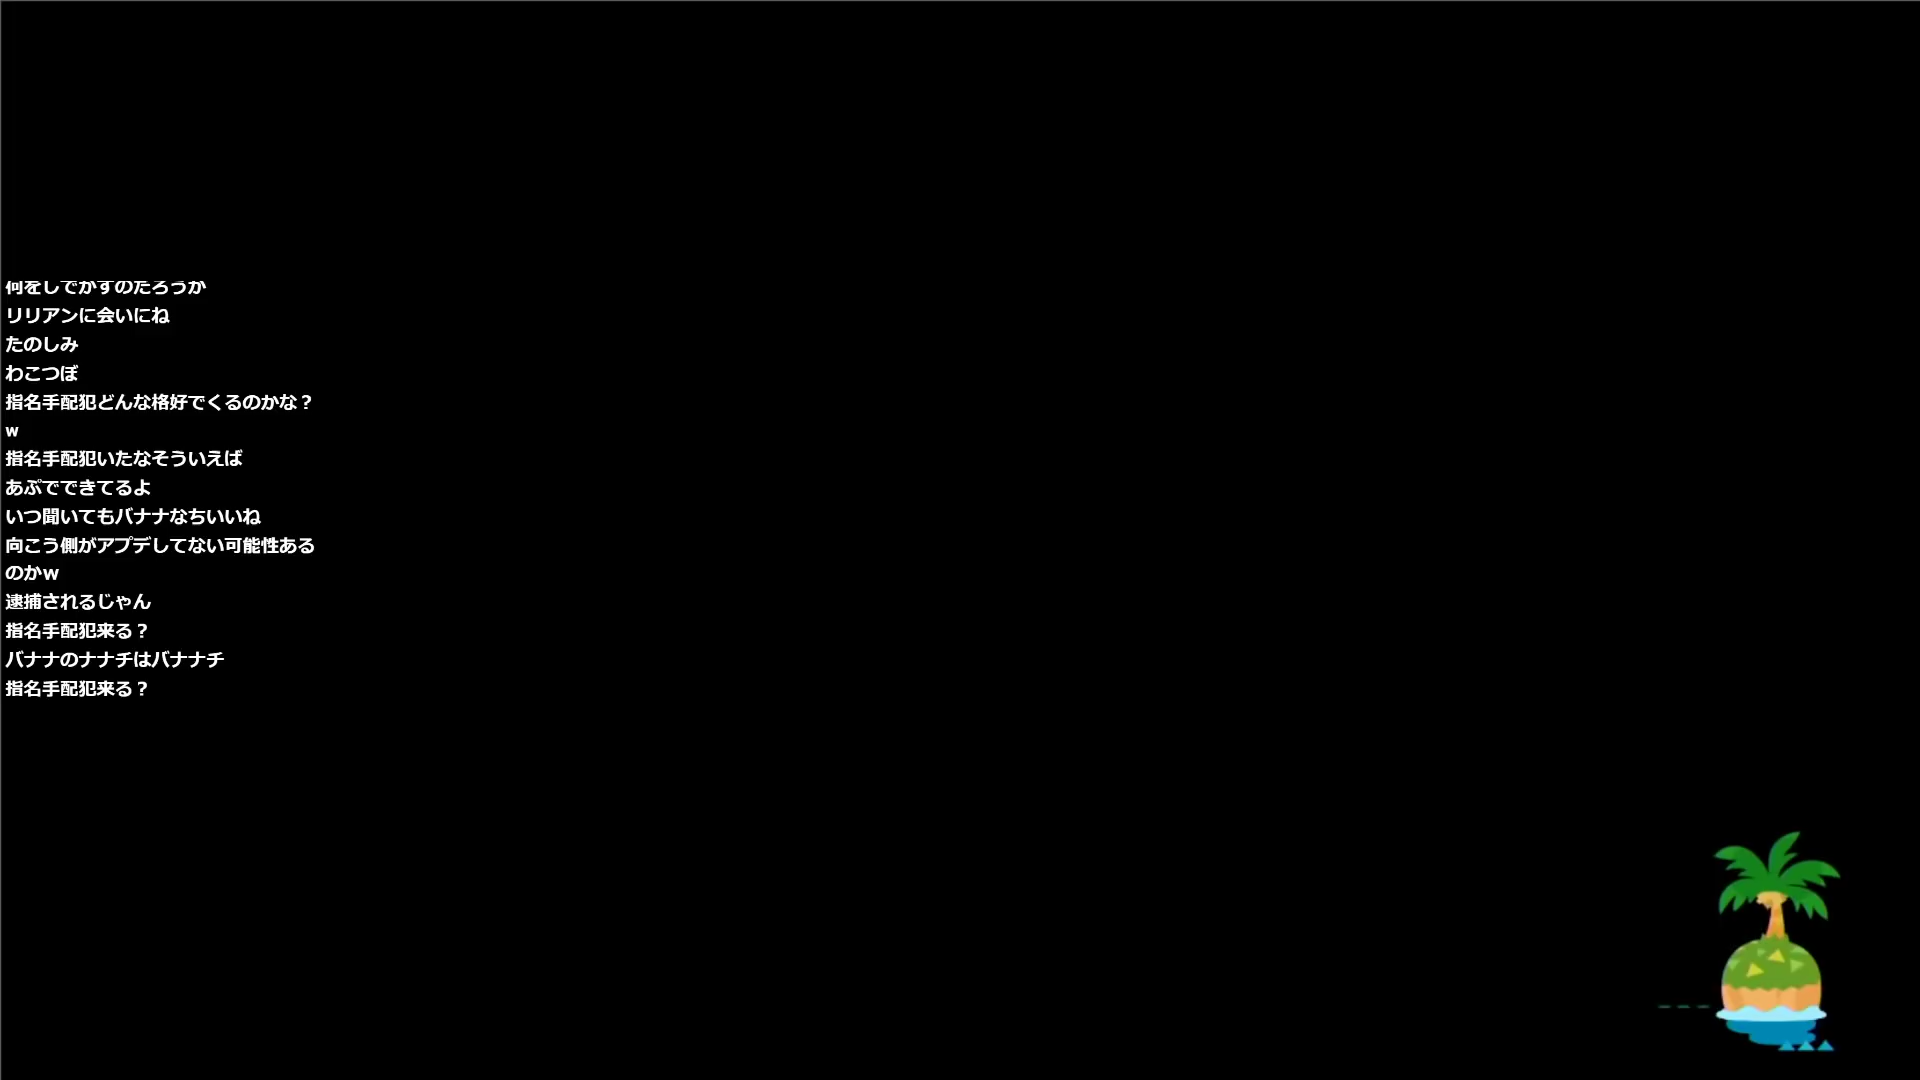 何をしでかすのだろうか
リリアンに会いにね
たのしみ
わこつぼ
指名手配犯どんな格好でくるのかな？
w
指名手配犯いたなそういえば
あぷでできてるよ
いつ聞いてもバナナなちいいね
向こう側がアプデしてない可能性ある
のかw
逮捕されるじゃん
指名手配犯来る？
バナナのナナチはバナナチ
指名手配犯来る？